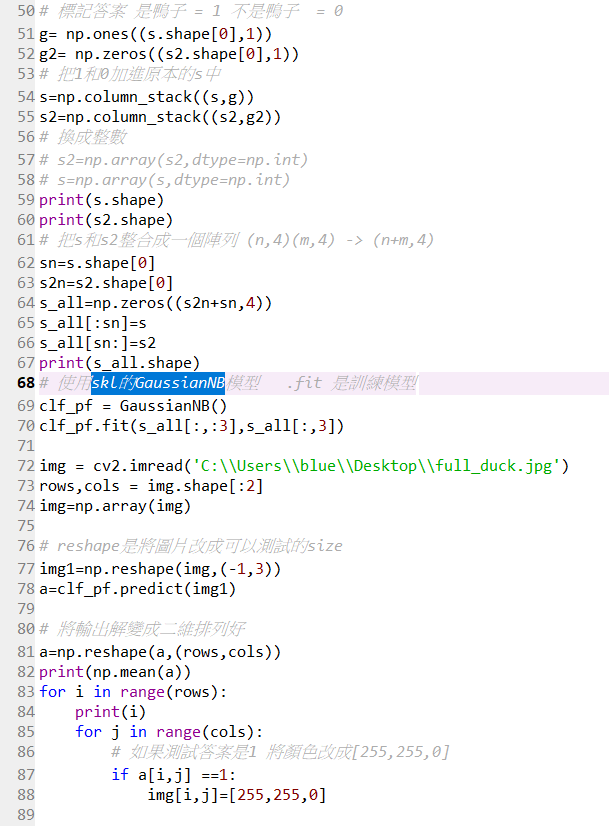 50 # 標記答案 是鴨子 = 1 不是鴨子  = 0
51 g= np.ones((s.shape[0],1))
52 g2= np.zeros((s2.shape[0],1))
53 # 把1和0加進原本的s中
54 s=np.column_stack((s,g))
55 s2=np.column_stack((s2,g2))
56 # 換成整數
57 # s2=np.array(s2,dtype=np.int)
58 # s=np.array(s,dtype=np.int)
59 print(s.shape)
60 print(s2.shape)
61 # 把s和s2整合成一個陣列 (n,4)(m,4) -> (n+m,4)
62 sn=s.shape[0]
63 s2n=s2.shape[0]
64 s_all=np.zeros((s2n+sn,4))
65 s_all[:sn]=s
66 s_all[sn:]=s2
67 print(s_all.shape)
68 # 使用skl的GaussianNB模型   .fit 是訓練模型
69 clf_pf = GaussianNB()
70 clf_pf.fit(s_all[:,:3],s_all[:,3])
71
72 img = cv2.imread('C:\\Users\\blue\\Desktop\\full_duck.jpg')
73 rows,cols = img.shape[:2]
74 img=np.array(img)
75
76 # reshape是將圖片改成可以測試的size
77 img1=np.reshape(img,(-1,3))
78 a=clf_pf.predict(img1)
79
80 # 將輸出解變成二維排列好
81 a=np.reshape(a,(rows,cols))
82 print(np.mean(a))
83 for i in range(rows):
84     print(i)
85     for j in range(cols):
86         # 如果測試答案是1 將顏色改成[255,255,0]
87         if a[i,j] ==1:
88             img[i,j]=[255,255,0]
89